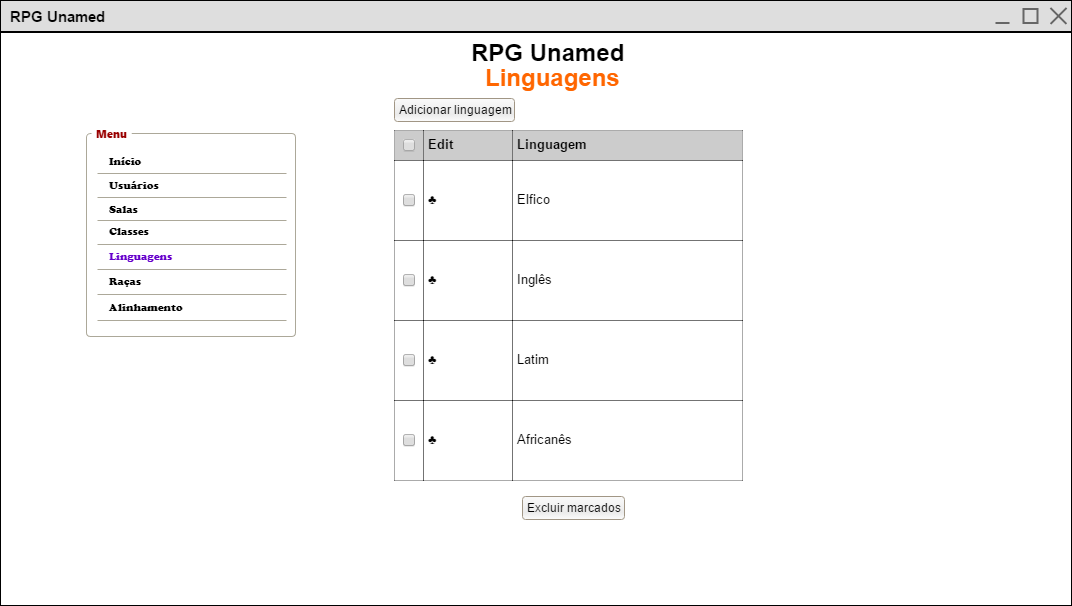 RPG Unamed
RPG Unamed
Linguagens
Adicionar linguagem
Menu
Início
Usuários
Salas
Classes
Linguagens
Raças
Alinhamento
Edit Linguagem
♣ Elfico
♣ Inglês
♣ Latim
♣ Africanês
Excluir marcados